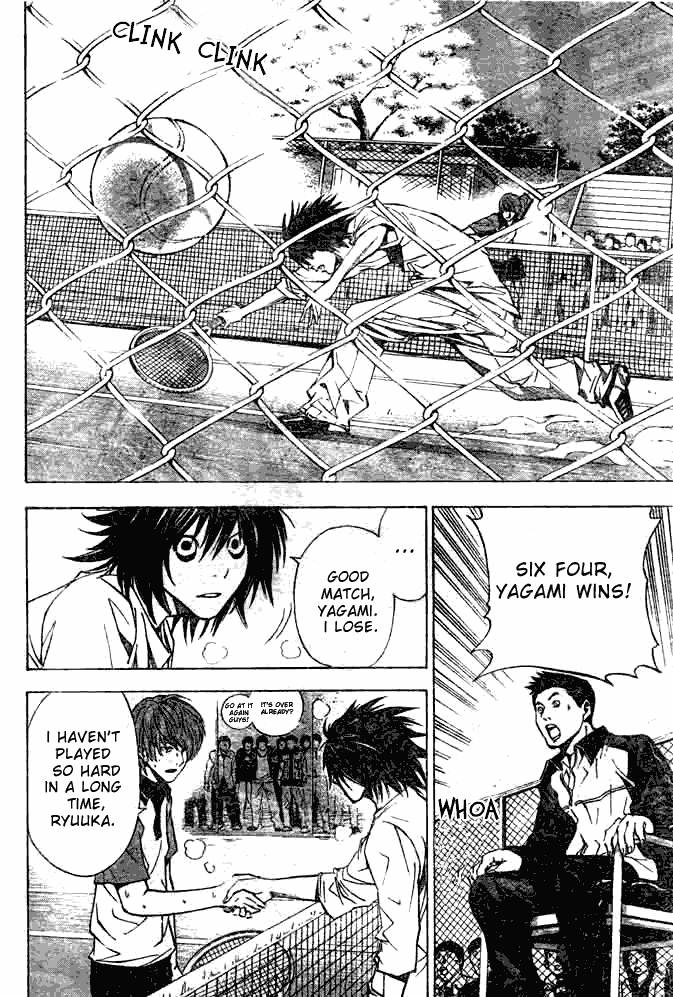 CLINK CLINK
SIX FOUR,
YAGAMI WINS!
WHOA
...
GOOD
MATCH,
YAGAMI.
I LOSE.
GO AT IT
AGAIN
GUYS!
IT'S OVER
ALREADY?
I HAVEN'T
PLAYED
SO HARD
IN A LONG
TIME,
RYUUKA.